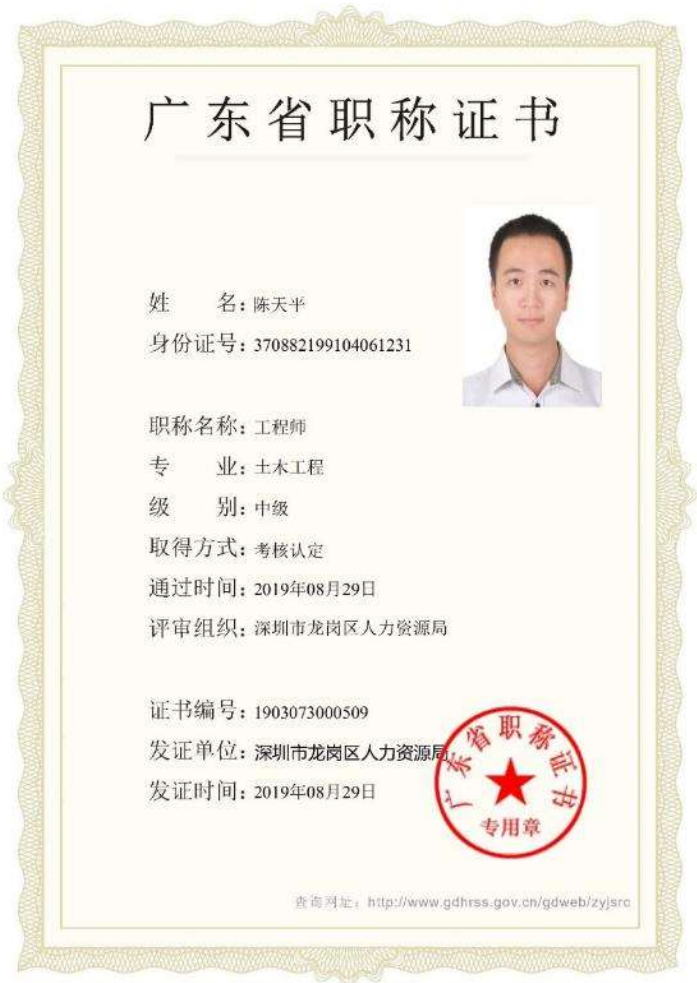 广东省职称证书
姓 名：陈天平
身份证号：370882199104061231
职称名称：工程师
专 业：土木工程
级 别：中级
取得方式：考核认定
通过时间：2019年08月29日
评审组织：深圳市龙岗区人力资源局
证书编号：1903073000509
发证单位：深圳市龙岗区人力资源局
发证时间：2019年08月29日
广东省职称证书
专用章
查询网址：http://www.gdhrss.gov.cn/gdweb/zyjsrc